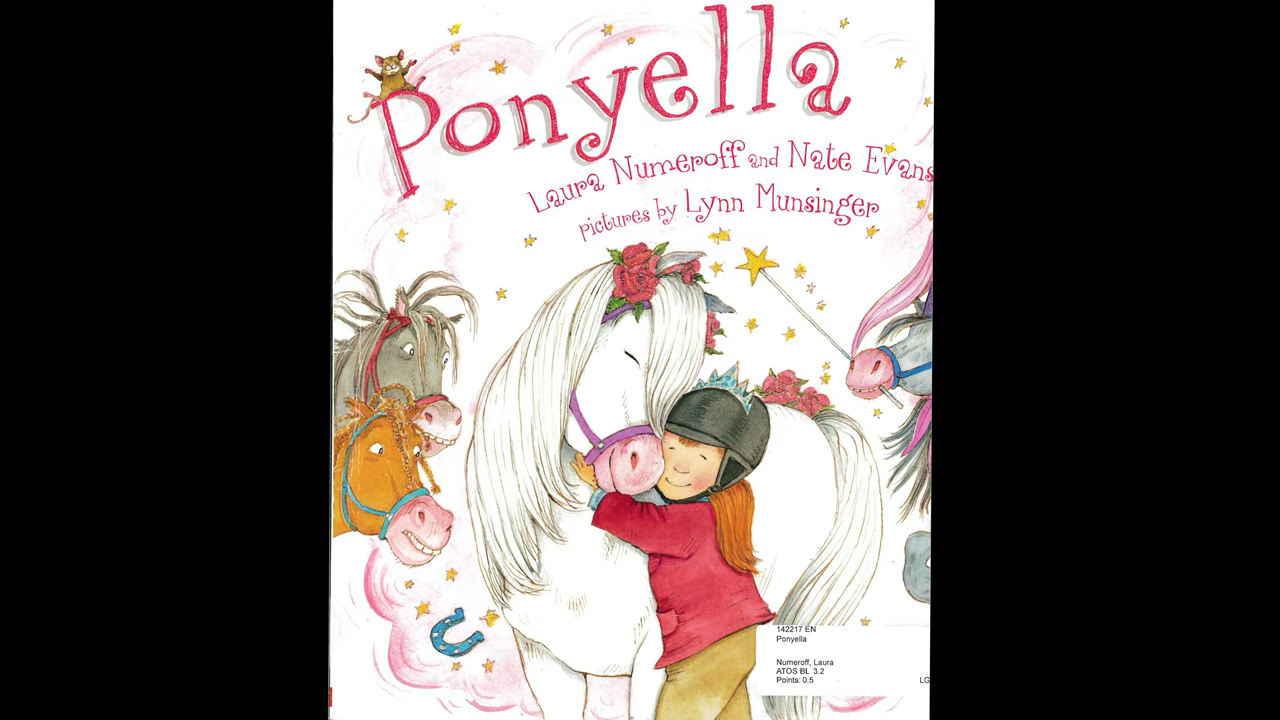 Ponyella
Laura Numeroff and Nate Evans
pictures by Lynn Munsinger
142217 EN
Ponyella
Numeroff, Laura
ATOS BL 3.2
Points: 0.5
LG